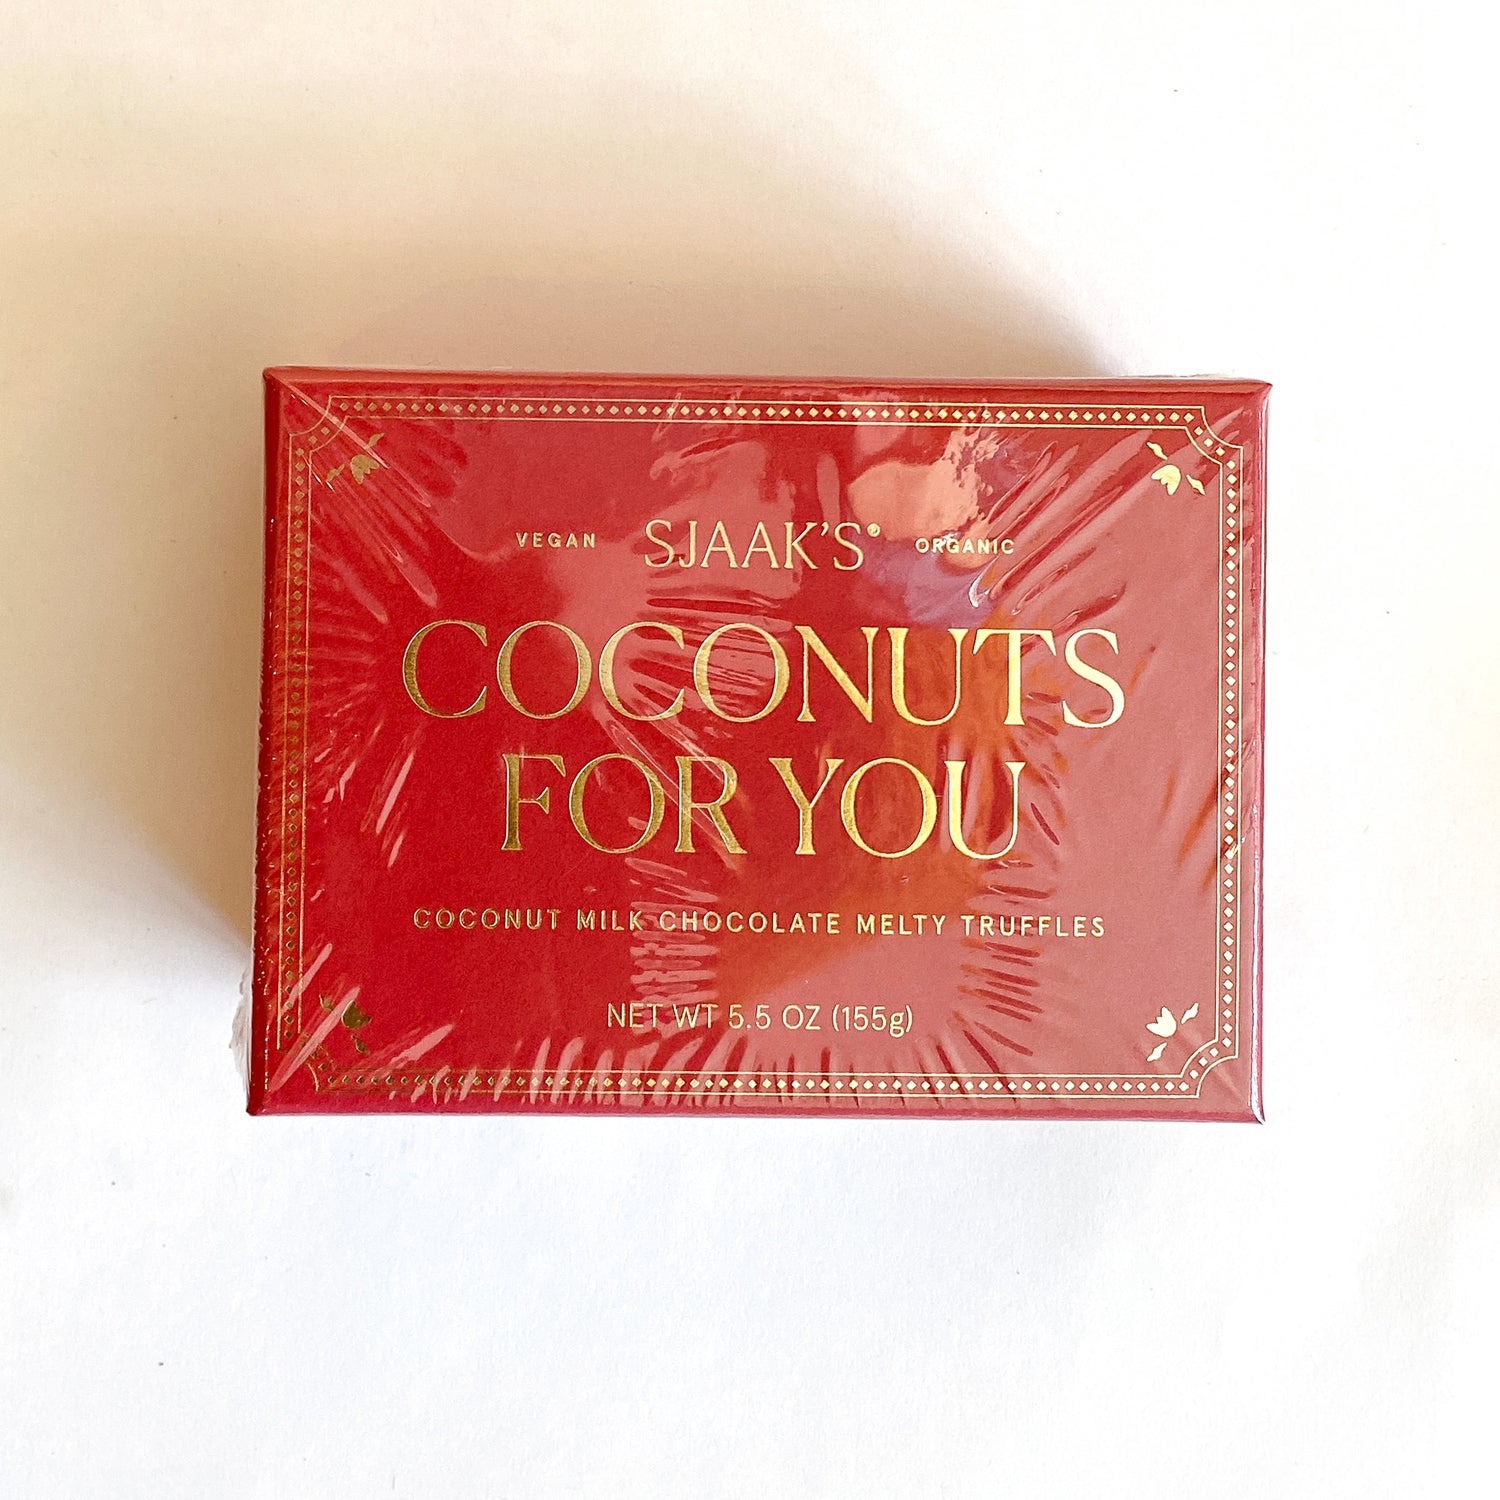 VEGAN SJAAK'S® ORGANIC
COCONUTS
FOR YOU
COCONUT MILK CHOCOLATE MELTY TRUFFLES
NET WT 5.5 OZ (155g)